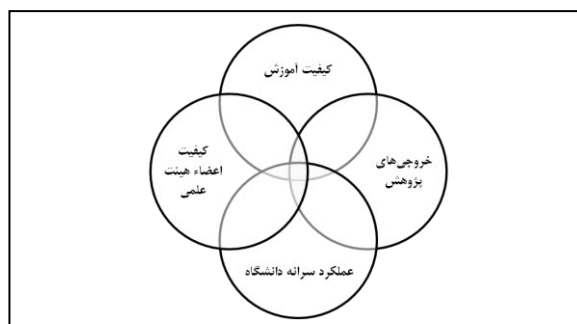 کیفیت آموزش
خروجی‌های
پژوهش
کیفیت
اعضاء هیئت
علمی
عملکرد سرانه دانشگاه